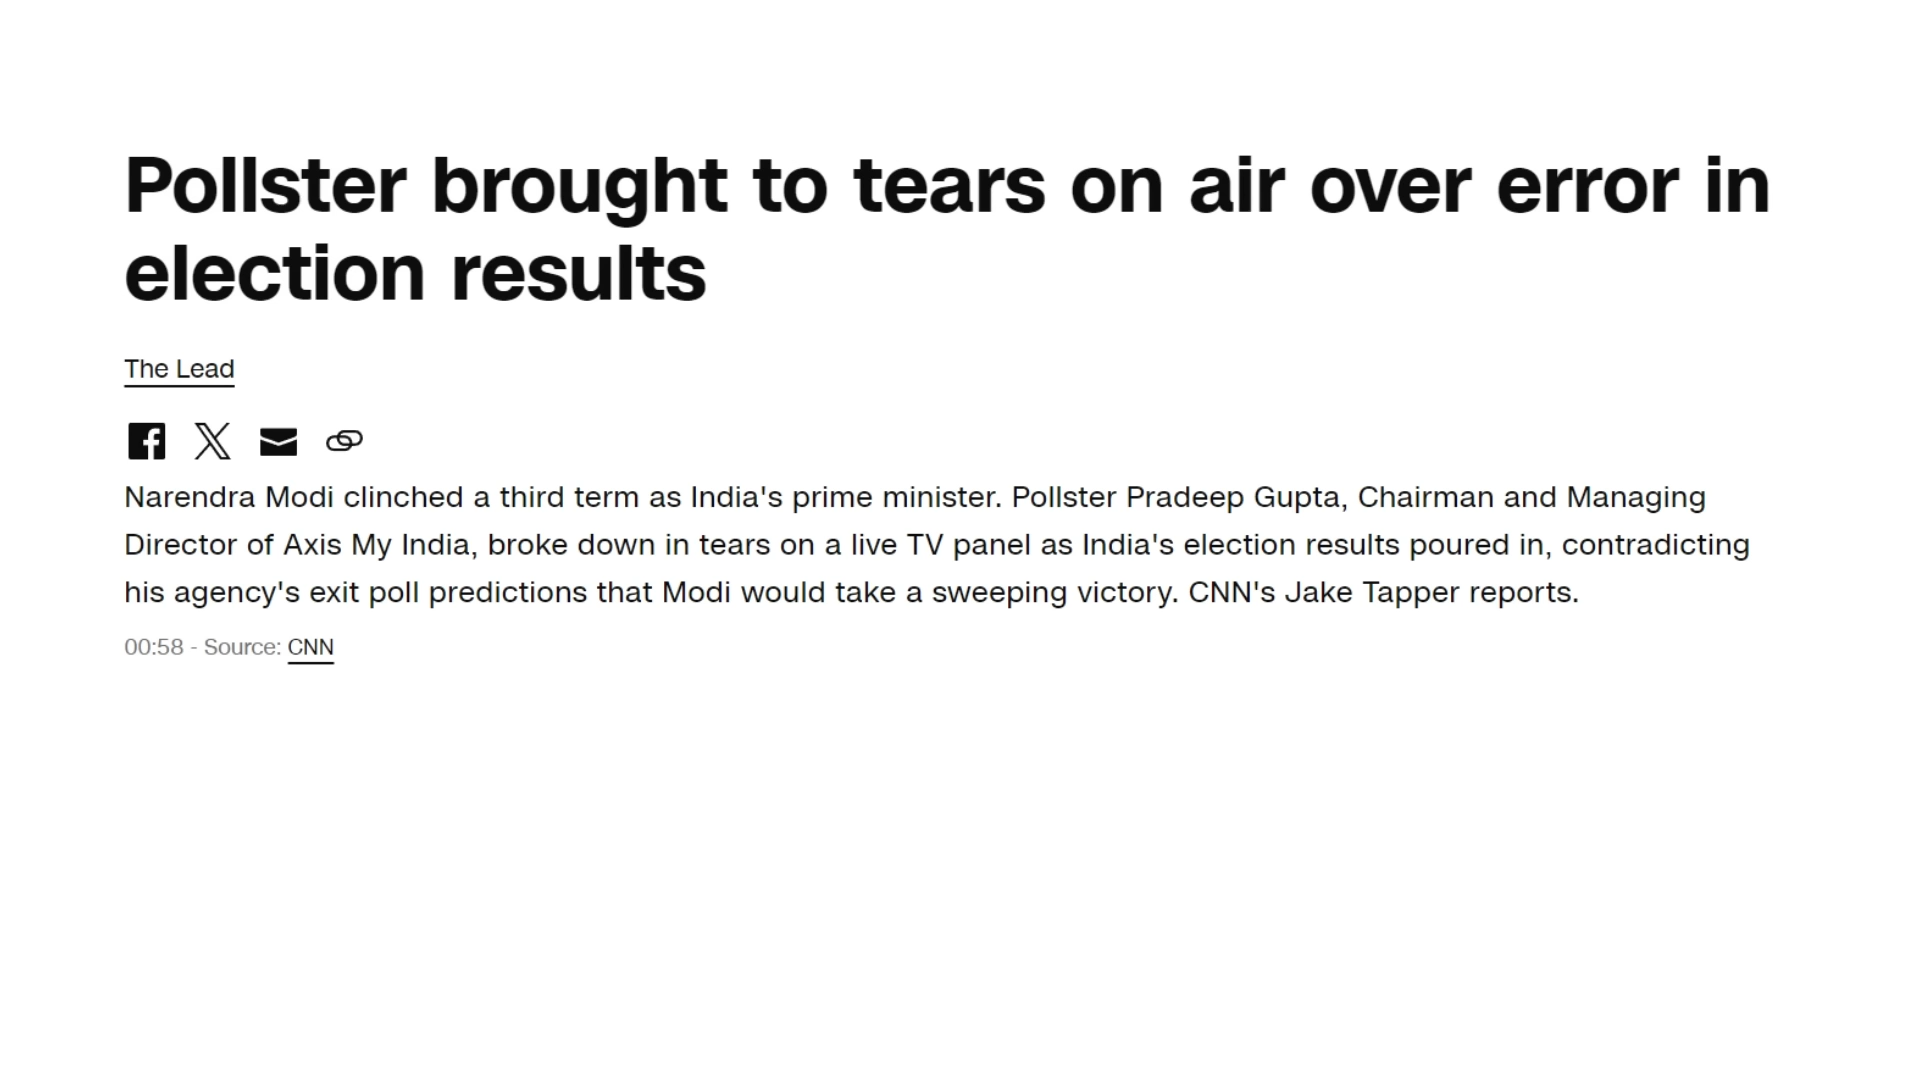 Pollster brought to tears on air over error in
election results
The Lead
Narendra Modi clinched a third term as India's prime minister. Pollster Pradeep Gupta, Chairman and Managing
Director of Axis My India, broke down in tears on a live TV panel as India's election results poured in, contradicting
his agency's exit poll predictions that Modi would take a sweeping victory. CNN's Jake Tapper reports.
00:58 - Source: CNN